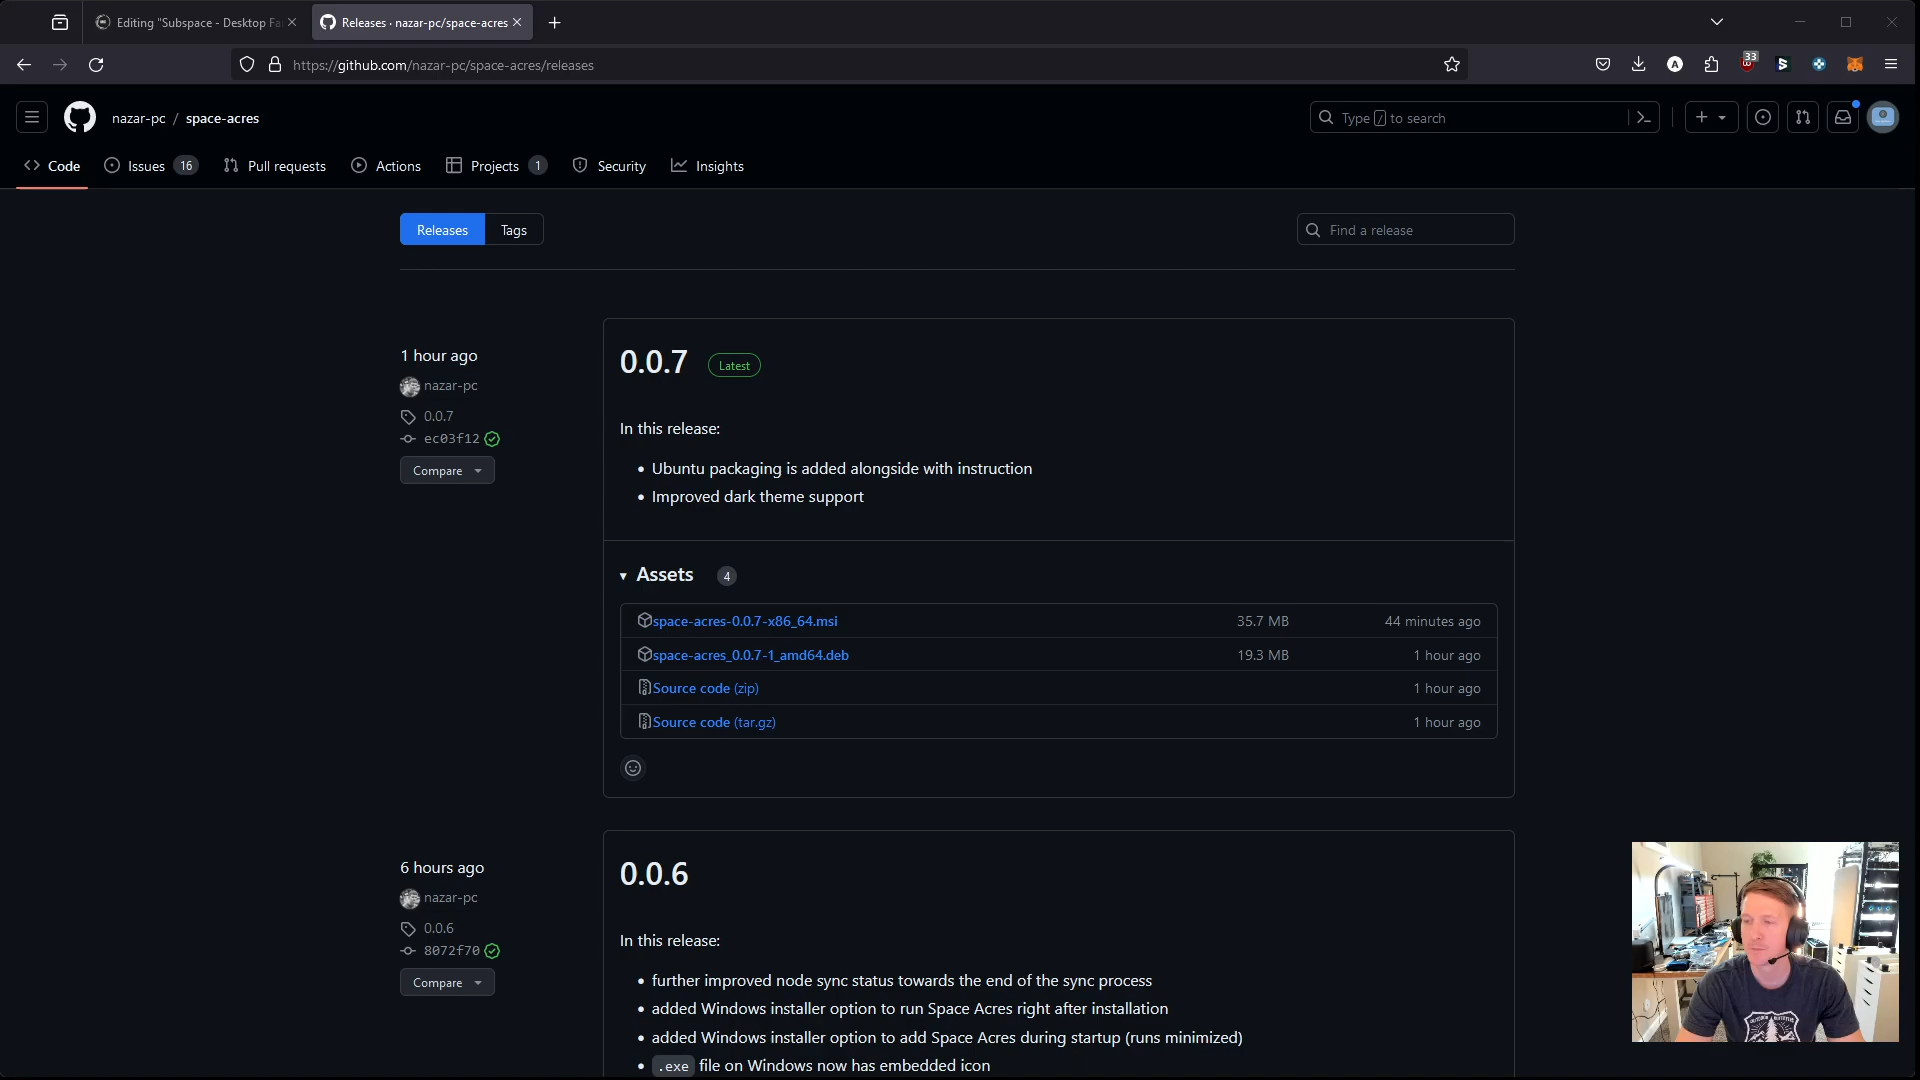 Editing "Subspace - Desktop Fa
Releases · nazar-pc/space-acres
https://github.com/nazar-pc/space-acres/releases
33
nazar-pc / space-acres
Type / to search
Code
Issues 16
Pull requests
Actions
Projects 1
Security
Insights
Releases
Tags
Find a release
1 hour ago
nazar-pc
0.0.7
ec03f12
Compare
0.0.7 Latest
In this release:
• Ubuntu packaging is added alongside with instruction
• Improved dark theme support
Assets 4
space-acres-0.0.7-x86_64.msi 35.7 MB 44 minutes ago
space-acres_0.0.7-1_amd64.deb 19.3 MB 1 hour ago
Source code (zip) 1 hour ago
Source code (tar.gz) 1 hour ago
6 hours ago
nazar-pc
0.0.6
8072f70
Compare
0.0.6
In this release:
• further improved node sync status towards the end of the sync process
• added Windows installer option to run Space Acres right after installation
• added Windows installer option to add Space Acres during startup (runs minimized)
• .exe file on Windows now has embedded icon